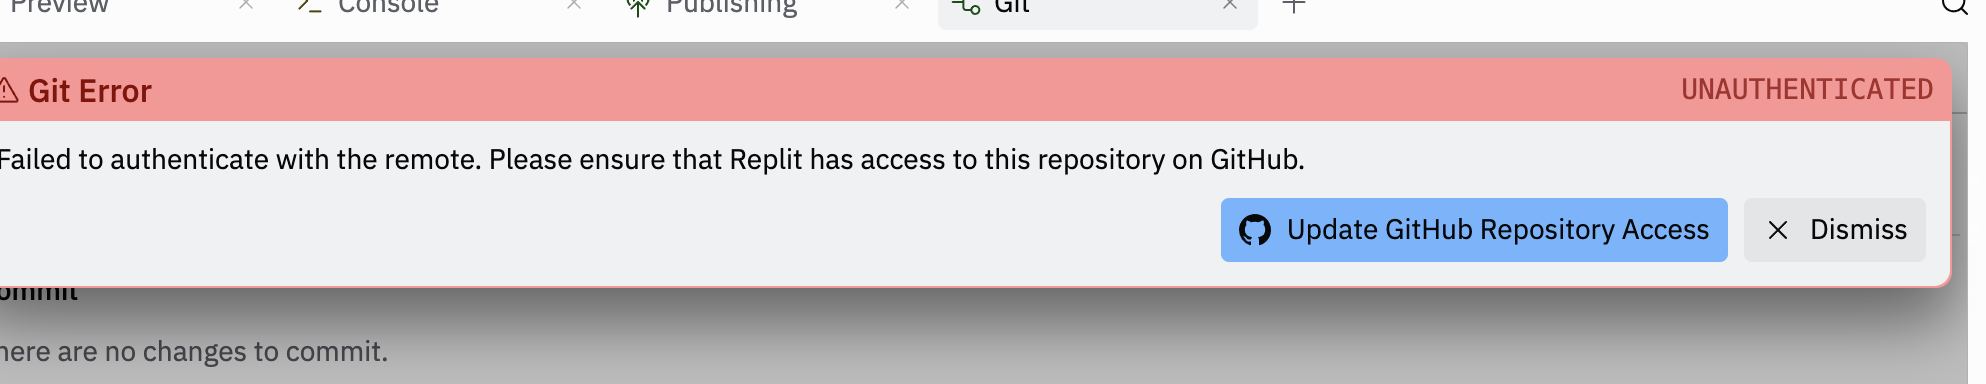 Preview
Console
Publishing
Git
Git Error
UNAUTHENTICATED
Failed to authenticate with the remote. Please ensure that Replit has access to this repository on GitHub.
Update GitHub Repository Access
Dismiss
ommit
here are no changes to commit.